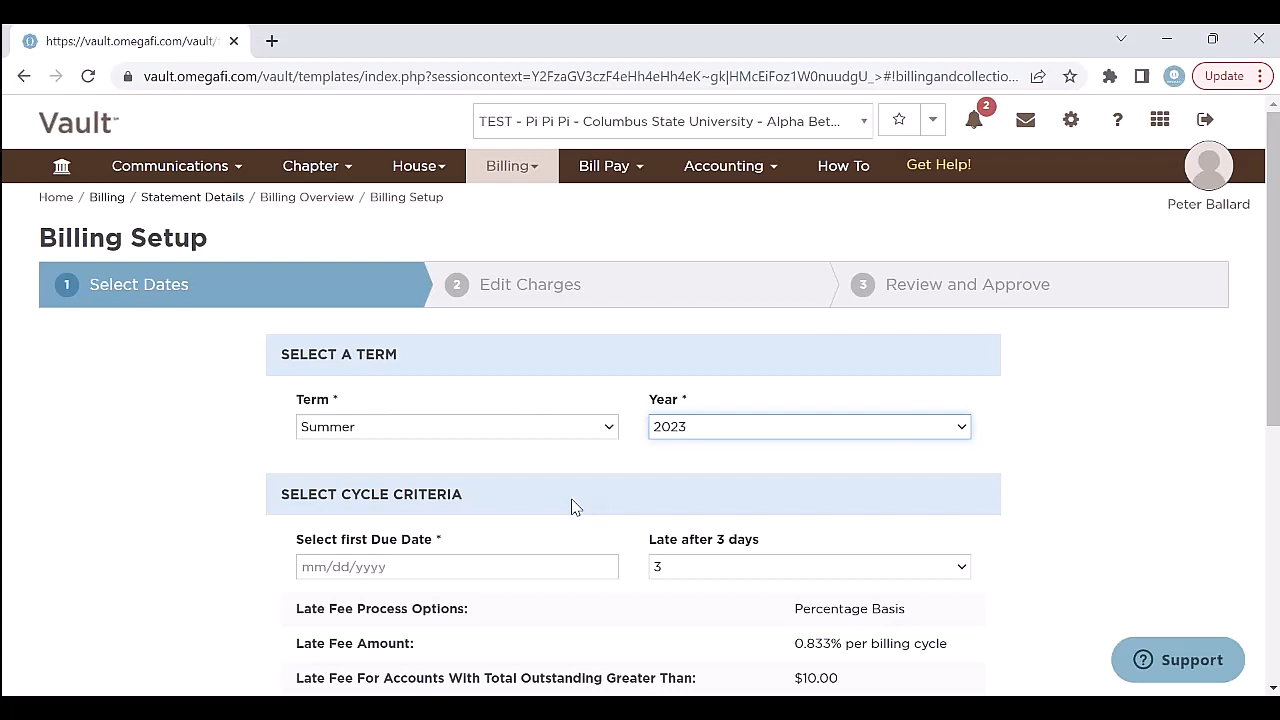 https://vault.omegafi.com/vault/
vault.omegafi.com/vault/templates/index.php?sessioncontext=Y2FzaGV3czF4eHh4eHh4eK~gk|HMcEiFoz1W0nuudgU_>#!billingandcollectio...
Update
Vault
TEST - Pi Pi Pi - Columbus State University - Alpha Bet...
2
Communications
Chapter
House
Billing
Bill Pay
Accounting
How To
Get Help!
Peter Ballard
Home / Billing / Statement Details / Billing Overview / Billing Setup
Billing Setup
1 Select Dates
2 Edit Charges
3 Review and Approve
SELECT A TERM
Term *
Year *
Summer
2023
SELECT CYCLE CRITERIA
Select first Due Date *
Late after 3 days
mm/dd/yyyy
3
Late Fee Process Options:
Percentage Basis
Late Fee Amount:
0.833% per billing cycle
Late Fee For Accounts With Total Outstanding Greater Than:
$10.00
Support